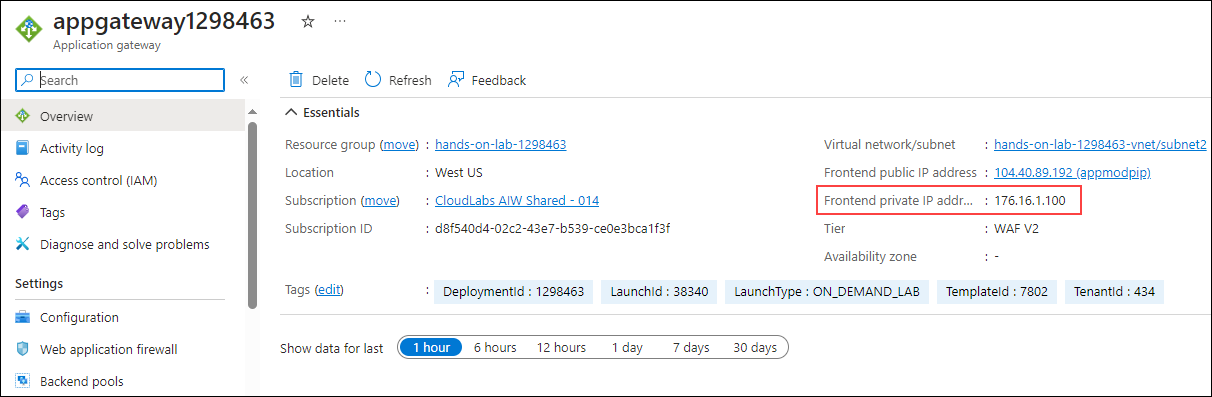 appgateway1298463
Application gateway
Search
Delete Refresh Feedback
Overview
Activity log
Access control (IAM)
Tags
Diagnose and solve problems
Settings
Configuration
Web application firewall
Backend pools
Essentials
Resource group (move) : hands-on-lab-1298463
Location : West US
Subscription (move) : CloudLabs AIW Shared - 014
Subscription ID : d8f540d4-02c2-43e7-b539-ce0e3bca1f3f
Virtual network/subnet : hands-on-lab-1298463-vnet/subnet2
Frontend public IP address : 104.40.89.192 (appmodpip)
Frontend private IP addr... : 176.16.1.100
Tier : WAF V2
Availability zone : -
Tags (edit) : DeploymentId : 1298463 LaunchId : 38340 LaunchType : ON_DEMAND_LAB TemplateId : 7802 TenantId : 434
Show data for last 1 hour 6 hours 12 hours 1 day 7 days 30 days